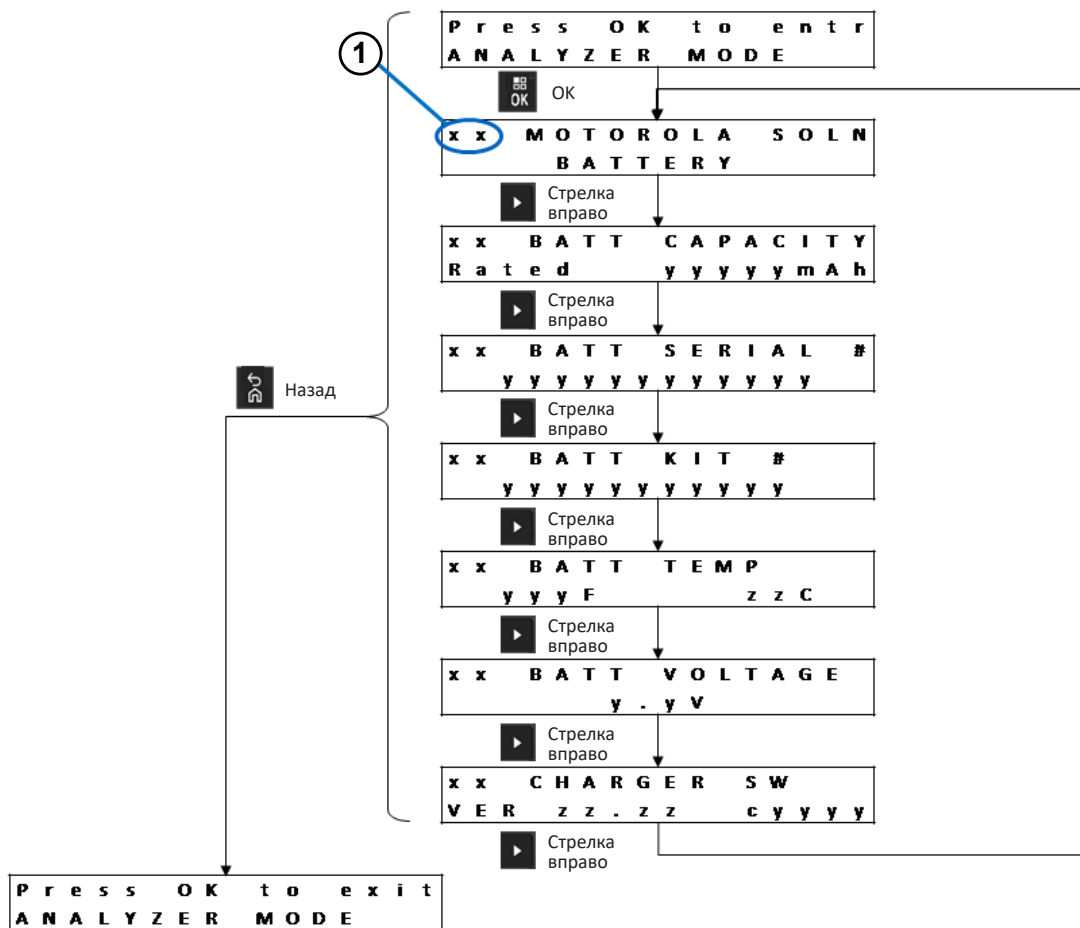 Press OK to entr
ANALYZER MODE
1
OK
OK
xx MOTOROLA SOLN
BATTERY
Стрелка
вправо
xx BATT CAPACITY
Rated yyyyymAh
Стрелка
вправо
xx BATT SERIAL #
yyyyyyyyyyyy
Стрелка
вправо
Назад
xx BATT KIT #
yyyyyyyyyyy
Стрелка
вправо
xx BATT TEMP
yyyF zzC
Стрелка
вправо
xx BATT VOLTAGE
y.yV
Стрелка
вправо
xx CHARGER SW
VER zz.zz cyyyy
Стрелка
вправо
Press OK to exit
ANALYZER MODE